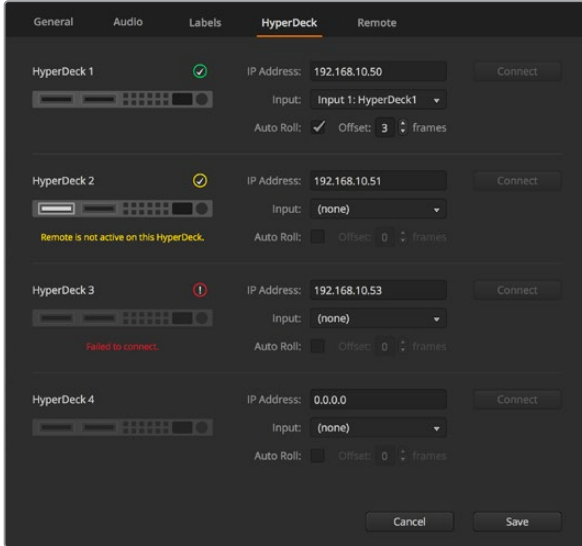 General Audio Labels HyperDeck Remote
HyperDeck 1 IP Address: 192.168.10.50 Connect
Input: Input 1: HyperDeck1
Auto Roll: Offset: 3 frames
HyperDeck 2 IP Address: 192.168.10.51 Connect
Input: (none)
Remote is not active on this HyperDeck. Auto Roll: Offset: 0 frames
HyperDeck 3 IP Address: 192.168.10.53 Connect
Input: (none)
Failed to connect. Auto Roll: Offset: 0 frames
HyperDeck 4 IP Address: 0.0.0.0 Connect
Input: (none)
Auto Roll: Offset: 0 frames
Cancel Save